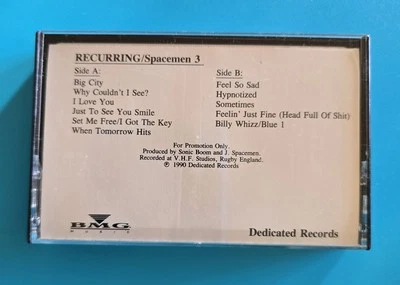 RECURRING/Spacemen 3
Side A:
Big City
Why Couldn't I See?
I Love You
Just To See You Smile
Set Me Free/I Got The Key
When Tomorrow Hits
Side B:
Feel So Sad
Hypnotized
Sometimes
Feelin' Just Fine (Head Full Of Shit)
Billy Whizz/Blue 1
For Promotion Only.
Produced by Sonic Boom and J. Spacemen.
Recorded at V.H.F. Studios, Rugby England.
℗ 1990 Dedicated Records
BMG
MUSIC
Dedicated Records